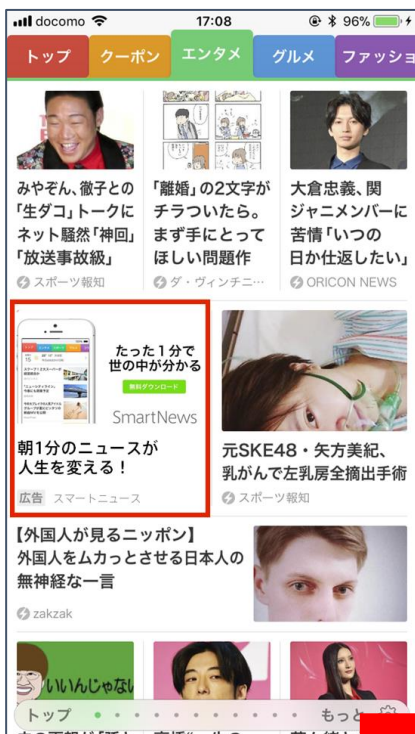 docomo 17:08 96%
トップ クーポン エンタメ グルメ ファッショ
みやぞん、徹子との
「生ダコ」トークに
ネット騒然「神回」
「放送事故級」
スポーツ報知
「離婚」の2文字が
チラついたら。
まず手にとって
ほしい問題作
ダ・ヴィンチニ…
大倉忠義、関
ジャニメンバーに
苦情「いつの
日か仕返したい」
ORICON NEWS
たった1分で
世の中が分かる
無料ダウンロード
SmartNews
朝1分のニュースが
人生を変える！
広告 スマートニュース
元SKE48・矢方美紀、
乳がんで左乳房全摘出手術
スポーツ報知
【外国人が見るニッポン】
外国人をムカっとさせる日本人の
無神経な一言
zakzak
いいんじゃない
トップ もっと